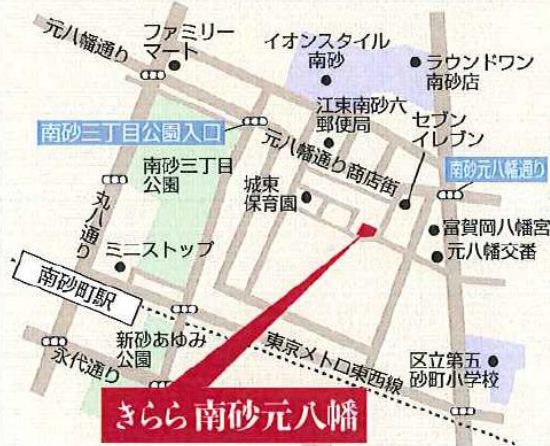 元八幡通り
ファミリー
マート
イオンスタイル
南砂
ラウンドワン
南砂店
南砂三丁目公園入口
江東南砂六
郵便局
セブン
イレブン
元八幡通り商店街
南砂元八幡通り
南砂三丁目
公園
城東
保育園
丸八通り
富賀岡八幡宮
元八幡交番
ミニストップ
南砂町駅
新砂あゆみ
公園
東京メトロ東西線
永代通り
区立第五
砂町小学校
きらら 南砂元八幡